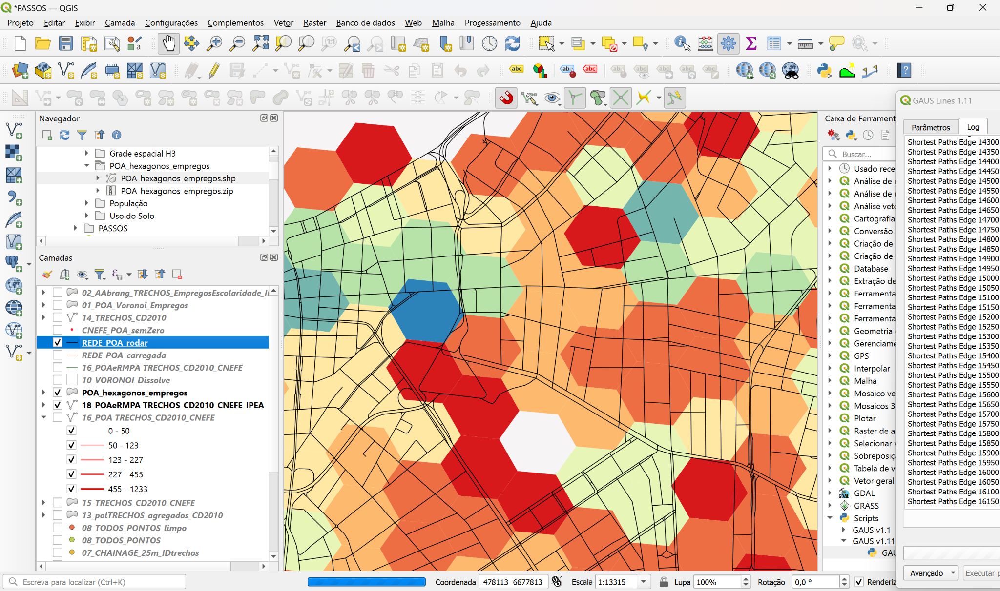 *PASSOS — QGIS
Projeto Editar Exibir Camada Configurações Complementos Vetor Raster Banco de dados Web Malha Processamento Ajuda
Navegador
Grade espacial H3
POA_hexagonos_empregos
POA_hexagonos_empregos.shp
POA_hexagonos_empregos.zip
População
Uso do Solo
PASSOS
Camadas
02_AAbrang_TRECHOS_EmpregosEscolaridade_
01_POA_Voronoi_Empregos
14_TRECHOS_CD2010
CNEFE_POA_semZero
REDE_POA_rodar
REDE_POA_carregada
16_POAeRMPA TRECHOS_CD2010_CNEFE
10_VORONOI_Dissolve
POA_hexagonos_empregos
18_POAeRMPA TRECHOS_CD2010_CNEFE_IPEA
16_POA TRECHOS_CD2010_CNEFE
0 - 50
50 - 123
123 - 227
227 - 455
455 - 1233
15_TRECHOS_CD2010_CNEFE
13_polTRECHOS_agregados_CD2010
08_TODOS_PONTOS_limpo
08_TODOS_PONTOS
07_CHAINAGE_25m_IDtrechos
Caixa de Ferrament
Buscar...
Usado rece
Análise de
Análise de
Análise vet
Cartografia
Conversão
Criação de
Criação de
Database
Extração de
Ferramenta
Ferramenta
Ferramenta
Geometria
Gerenciame
GPS
Interpolar
Malha
Mosaico ve
Mosaicos 3
Plotar
Raster de a
Selecionar
Sobreposiç
Tabela de v
Vetor geral
GDAL
GRASS
Scripts
GAUS v1.1
GAUS v1.11
GAU
GAUS Lines 1.11
Parâmetros Log
Shortest Paths Edge 14300
Shortest Paths Edge 14350
Shortest Paths Edge 14400
Shortest Paths Edge 14450
Shortest Paths Edge 14500
Shortest Paths Edge 14550
Shortest Paths Edge 14600
Shortest Paths Edge 14650
Shortest Paths Edge 14700
Shortest Paths Edge 14750
Shortest Paths Edge 14800
Shortest Paths Edge 14850
Shortest Paths Edge 14900
Shortest Paths Edge 14950
Shortest Paths Edge 15000
Shortest Paths Edge 15050
Shortest Paths Edge 15100
Shortest Paths Edge 15150
Shortest Paths Edge 15200
Shortest Paths Edge 15250
Shortest Paths Edge 15300
Shortest Paths Edge 15350
Shortest Paths Edge 15400
Shortest Paths Edge 15450
Shortest Paths Edge 15500
Shortest Paths Edge 15550
Shortest Paths Edge 15600
Shortest Paths Edge 15650
Shortest Paths Edge 15700
Shortest Paths Edge 15750
Shortest Paths Edge 15800
Shortest Paths Edge 15850
Shortest Paths Edge 15900
Shortest Paths Edge 15950
Shortest Paths Edge 16000
Shortest Paths Edge 16050
Shortest Paths Edge 16100
Shortest Paths Edge 16150
Avançado Executar p
Escreva para localizar (Ctrl+K) Coordenada 478113 6677813 Escala 1:13315 Lupa 100% Rotação 0,0 ° Renderiz